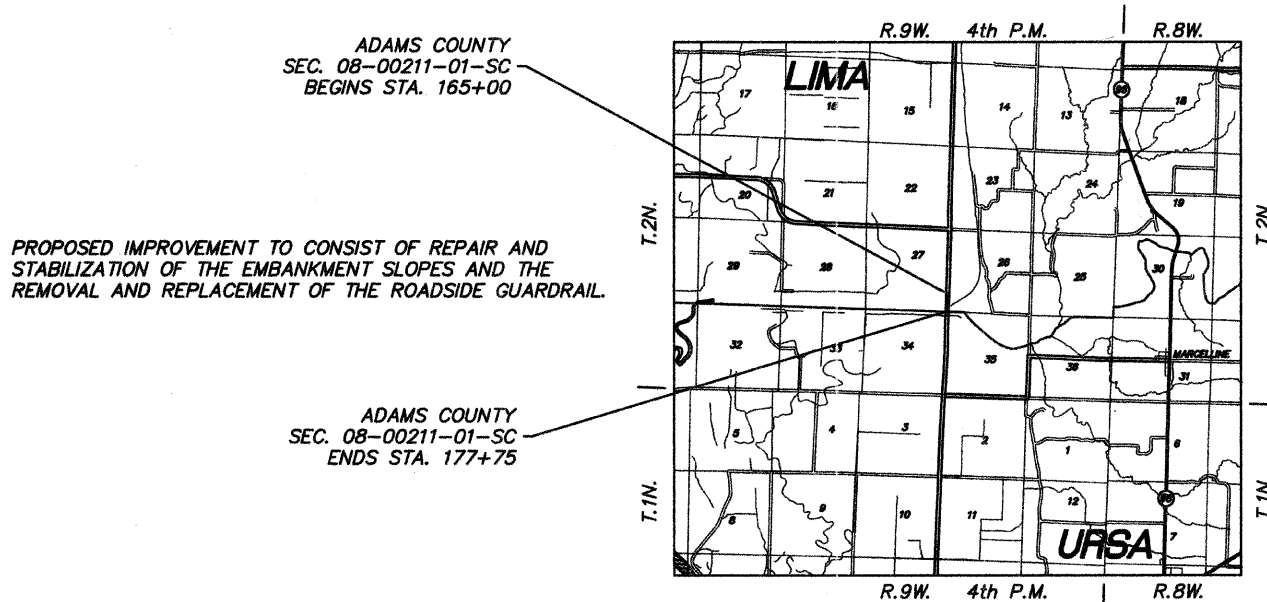 R.9W. 4th P.M. R.8W.
ADAMS COUNTY
SEC. 08-00211-01-SC
BEGINS STA. 165+00
LIMA
96
17
16
15
14
13
18
T.2N.
T.2N.
20
21
22
23
24
19
PROPOSED IMPROVEMENT TO CONSIST OF REPAIR AND
STABILIZATION OF THE EMBANKMENT SLOPES AND THE
REMOVAL AND REPLACEMENT OF THE ROADSIDE GUARDRAIL.
29
28
27
26
25
30
32
33
34
35
36
MARCELLINE
31
ADAMS COUNTY
SEC. 08-00211-01-SC
ENDS STA. 177+75
5
4
3
2
1
6
T.1N.
T.1N.
8
9
10
11
12
96
URSA
7
R.9W. 4th P.M. R.8W.